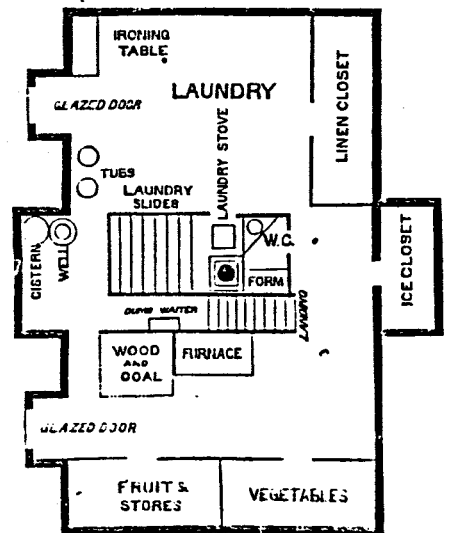 IRONING
TABLE
GLAZED DOOR
LAUNDRY
LINEN CLOSET
LAUNDRY STOVE
TUBS
LAUNDRY
SLIDES
W.C.
CISTERN
WELL
ICE CLOSET
FORM
DUMB WAITER
LANDING
WOOD
AND
COAL
FURNACE
GLAZED DOOR
FRUIT &
STORES
VEGETABLES